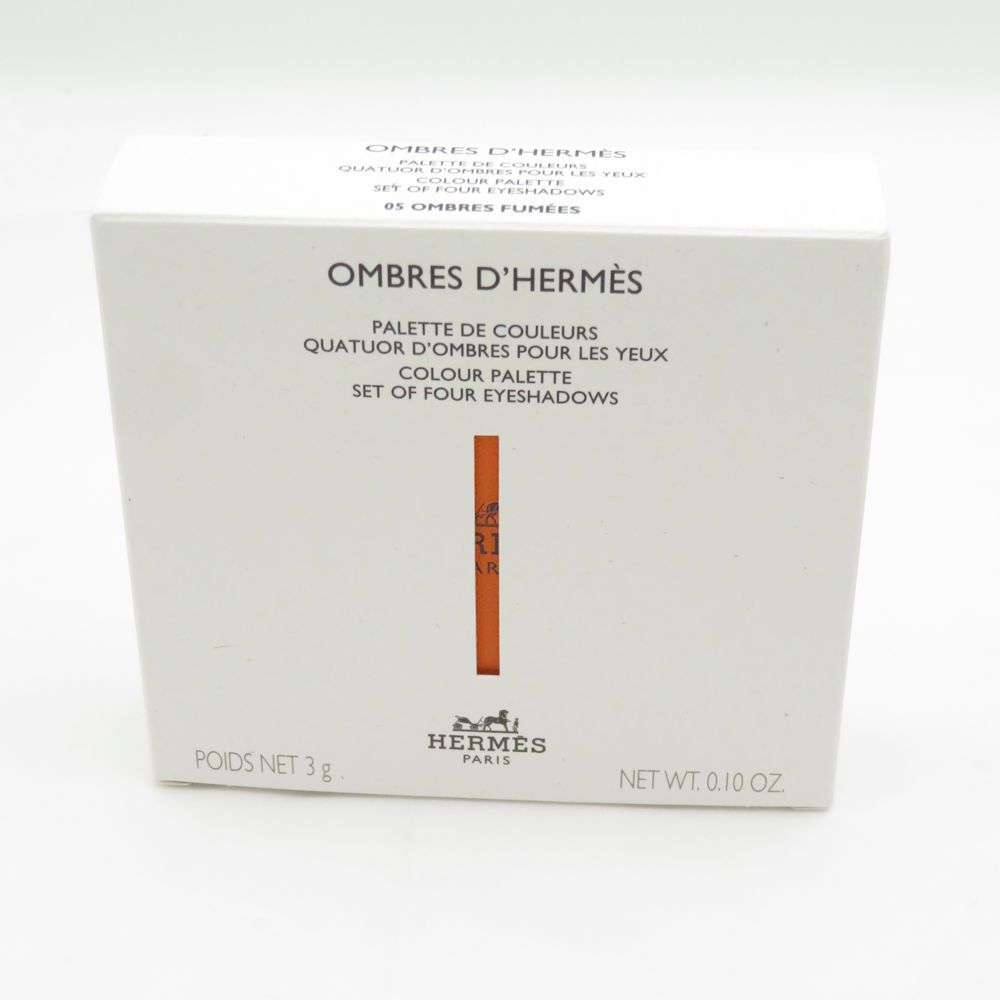 OMBRES D'HERMÈS
PALETTE DE COULEURS
QUATUOR D'OMBRES POUR LES YEUX
COLOUR PALETTE
SET OF FOUR EYESHADOWS
05 OMBRES FUMÉES
OMBRES D'HERMÈS
PALETTE DE COULEURS
QUATUOR D'OMBRES POUR LES YEUX
COLOUR PALETTE
SET OF FOUR EYESHADOWS
HERMÈS
PARIS
POIDS NET 3 g.
NET WT. 0.10 OZ.